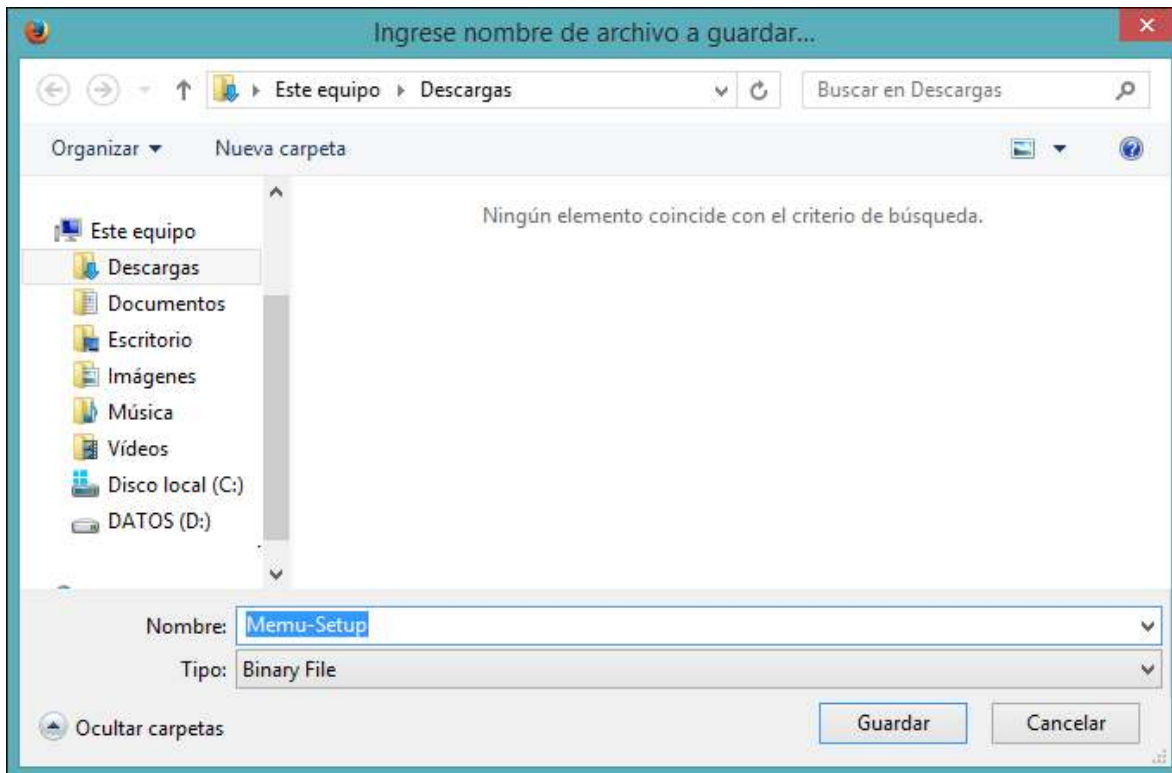 Ingrese nombre de archivo a guardar...
Este equipo Descargas Buscar en Descargas
Organizar Nueva carpeta
Ningún elemento coincide con el criterio de búsqueda.
Este equipo
Descargas
Documentos
Escritorio
Imágenes
Música
Vídeos
Disco local (C:)
DATOS (D:)
Nombre: Memu-Setup
Tipo: Binary File
Ocultar carpetas Guardar Cancelar